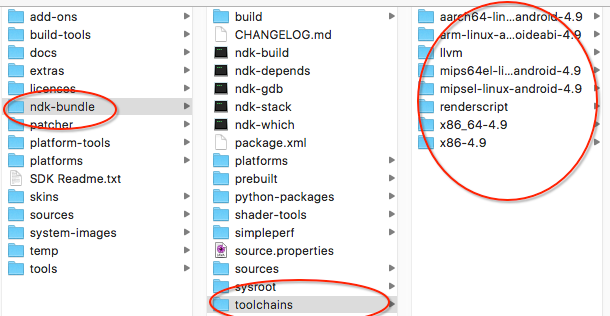 add-ons
build-tools
docs
extras
licenses
ndk-bundle
patcher
platform-tools
platforms
SDK Readme.txt
skins
sources
system-images
temp
tools
build
CHANGELOG.md
ndk-build
ndk-depends
ndk-gdb
ndk-stack
ndk-which
package.xml
platforms
prebuilt
python-packages
shader-tools
simpleperf
source.properties
sources
sysroot
toolchains
aarch64-lin...android-4.9
arm-linux-a...oideabi-4.9
llvm
mips64el-li...android-4.9
mipsel-linux-android-4.9
renderscript
x86_64-4.9
x86-4.9